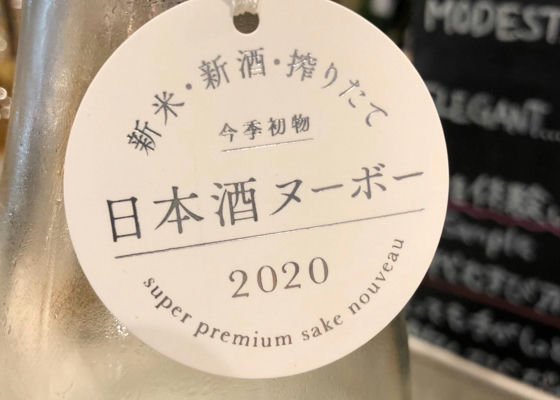 新米・新酒・搾りたて
今季初物
日本酒ヌーボー
2020
super premium sake nouveau
MODEST
ELEGANT...